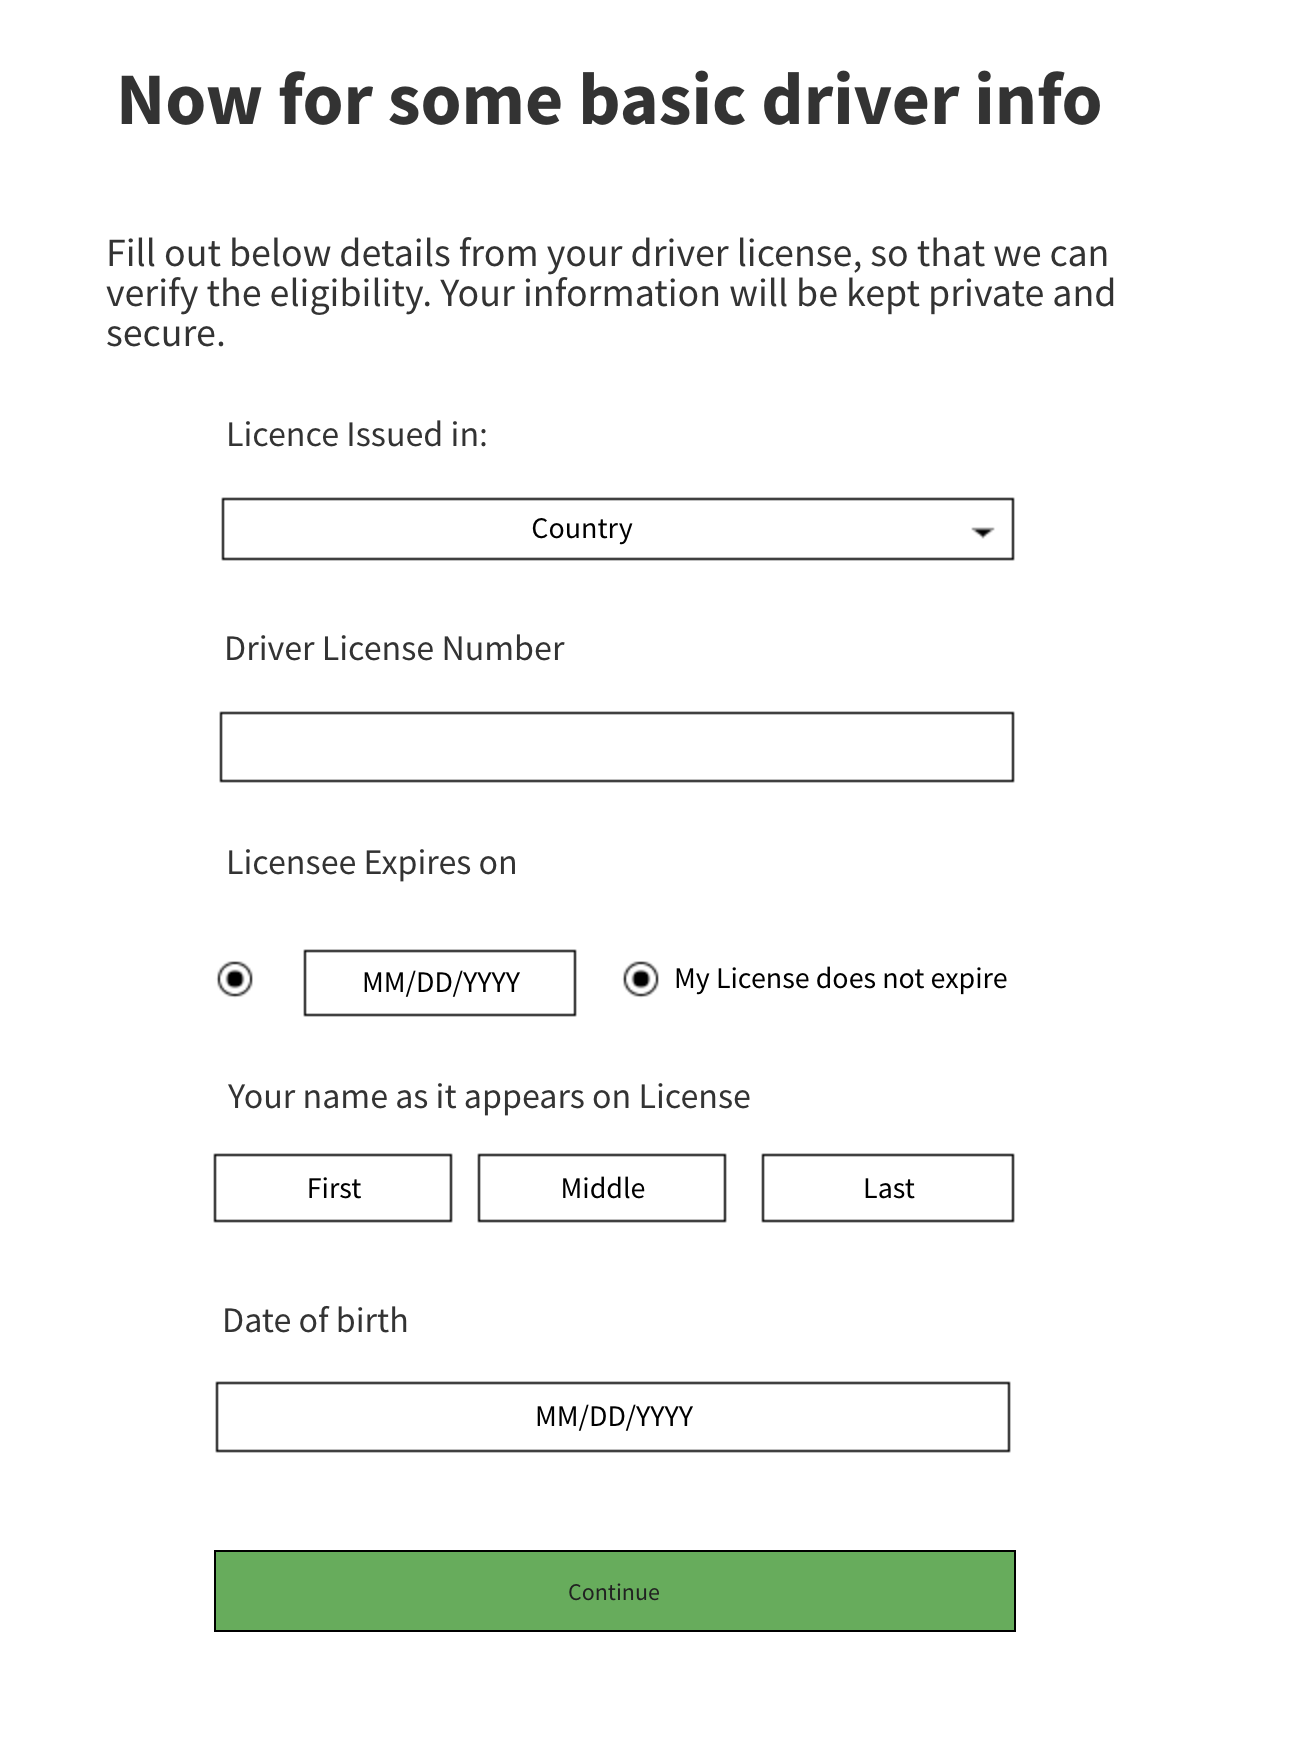 Now for some basic driver info
Fill out below details from your driver license, so that we can
verify the eligibility. Your information will be kept private and
secure.
Licence Issued in:
Country
Driver License Number
Licensee Expires on
MM/DD/YYYY My License does not expire
Your name as it appears on License
First Middle Last
Date of birth
MM/DD/YYYY
Continue